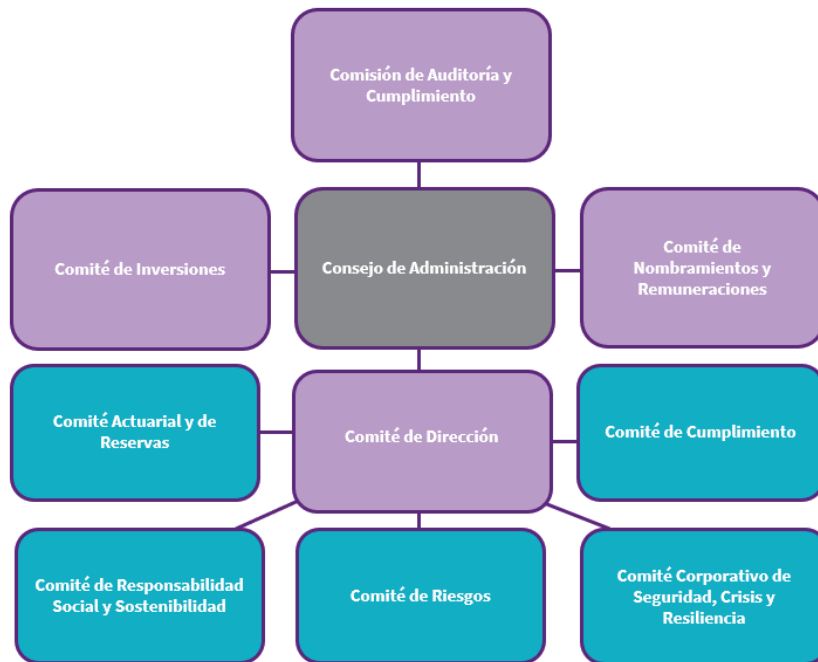 Comisión de Auditoría y
Cumplimiento
Comité de Inversiones
Consejo de Administración
Comité de
Nombramientos y
Remuneraciones
Comité Actuarial y de
Reservas
Comité de Dirección
Comité de Cumplimiento
Comité de Responsabilidad
Social y Sostenibilidad
Comité de Riesgos
Comité Corporativo de
Seguridad, Crisis y
Resiliencia